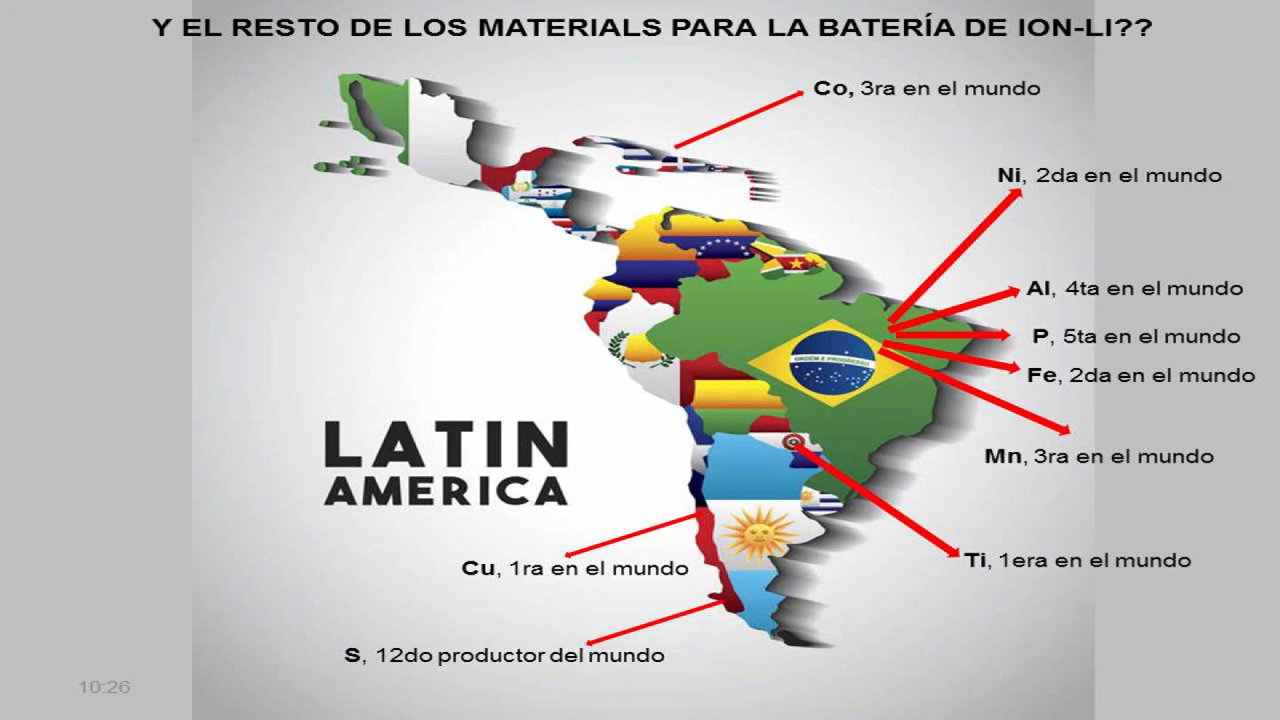 Y EL RESTO DE LOS MATERIALS PARA LA BATERÍA DE ION-LI??
Co, 3ra en el mundo
Ni, 2da en el mundo
Al, 4ta en el mundo
P, 5ta en el mundo
ORDEM E PROGRESSO
Fe, 2da en el mundo
LATIN
AMERICA
Mn, 3ra en el mundo
Ti, 1era en el mundo
Cu, 1ra en el mundo
S, 12do productor del mundo
10:26